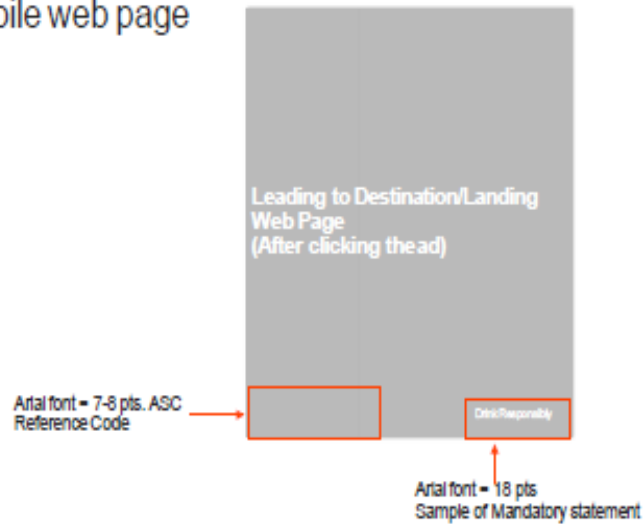 bile web page
Leading to Destination/Landing
Web Page
(After clicking the ad)
Arial font = 7-8 pts. ASC
Reference Code
Drink Responsibly
Arial font = 18 pts
Sample of Mandatory statement